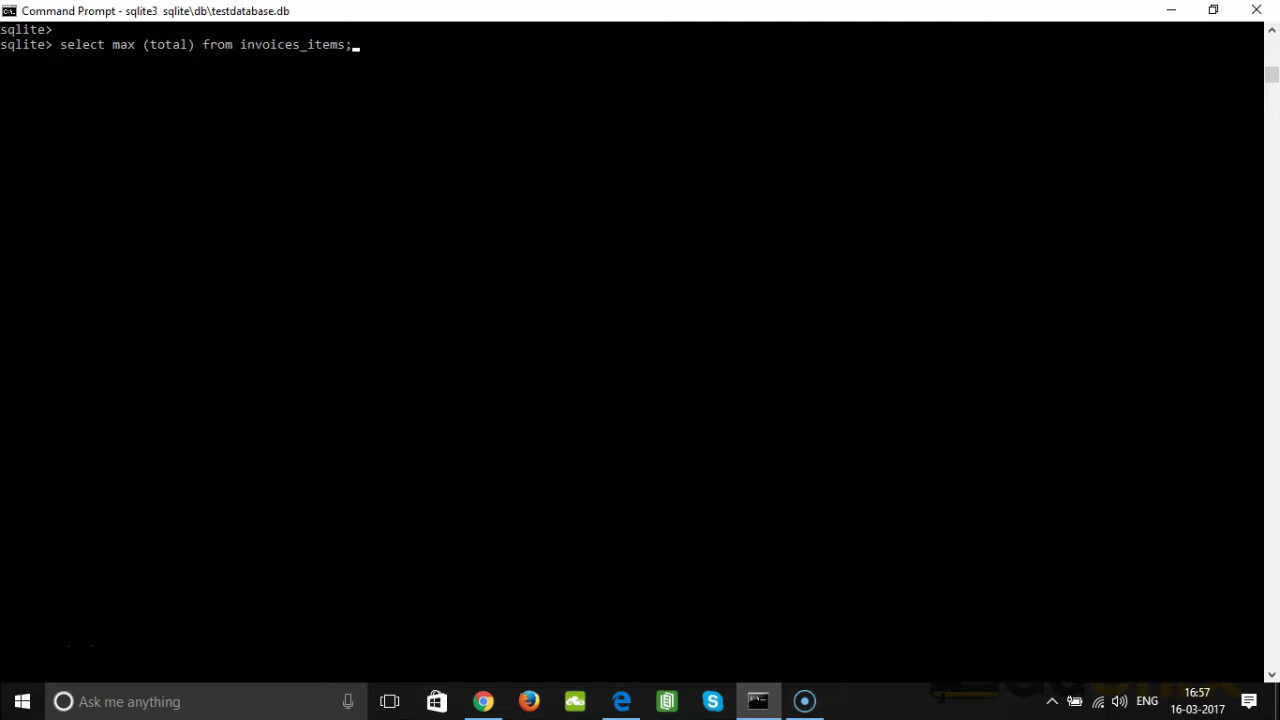 Command Prompt - sqlite3 sqlite\db\testdatabase.db
sqlite>
sqlite> select max (total) from invoices_items;
Ask me anything
ENG
16:57
16-03-2017